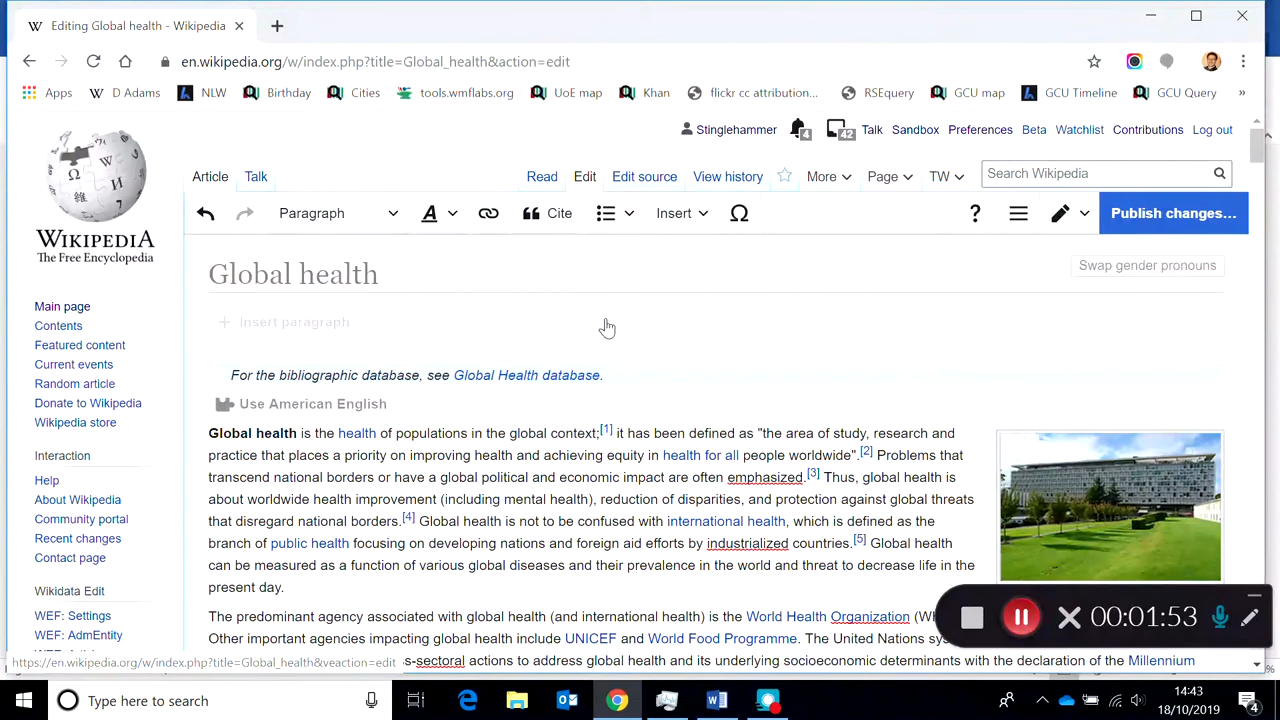 Editing Global health - Wikipedia
en.wikipedia.org/w/index.php?title=Global_health&action=edit
Apps D Adams NLW Birthday Cities tools.wmflabs.org UoE map Khan flickr cc attribution... RSEquery GCU map GCU Timeline GCU Query »
Stinglehammer 4 42 Talk Sandbox Preferences Beta Watchlist Contributions Log out
Article Talk Read Edit Edit source View history More Page TW Search Wikipedia
Paragraph A Cite Insert Ω ? Publish changes...
WIKIPEDIA
The Free Encyclopedia
Main page
Contents
Featured content
Current events
Random article
Donate to Wikipedia
Wikipedia store
Interaction
Help
About Wikipedia
Community portal
Recent changes
Contact page
Wikidata Edit
WEF: Settings
WEF: AdmEntity
Global health
Swap gender pronouns
+ Insert paragraph
For the bibliographic database, see Global Health database.
Use American English
Global health is the health of populations in the global context;[1] it has been defined as "the area of study, research and
practice that places a priority on improving health and achieving equity in health for all people worldwide".[2] Problems that
transcend national borders or have a global political and economic impact are often emphasized.[3] Thus, global health is
about worldwide health improvement (including mental health), reduction of disparities, and protection against global threats
that disregard national borders.[4] Global health is not to be confused with international health, which is defined as the
branch of public health focusing on developing nations and foreign aid efforts by industrialized countries.[5] Global health
can be measured as a function of various global diseases and their prevalence in the world and threat to decrease life in the
present day.
The predominant agency associated with global health (and international health) is the World Health Organization
Other important agencies impacting global health include UNICEF and World Food Programme. The United Nations
s-sectoral actions to address global health and its underlying socioeconomic determinants with the declaration of the Millennium
00:01:53
https://en.wikipedia.org/w/index.php?title=Global_health&veaction=edit
Type here to search
14:43
18/10/2019
4